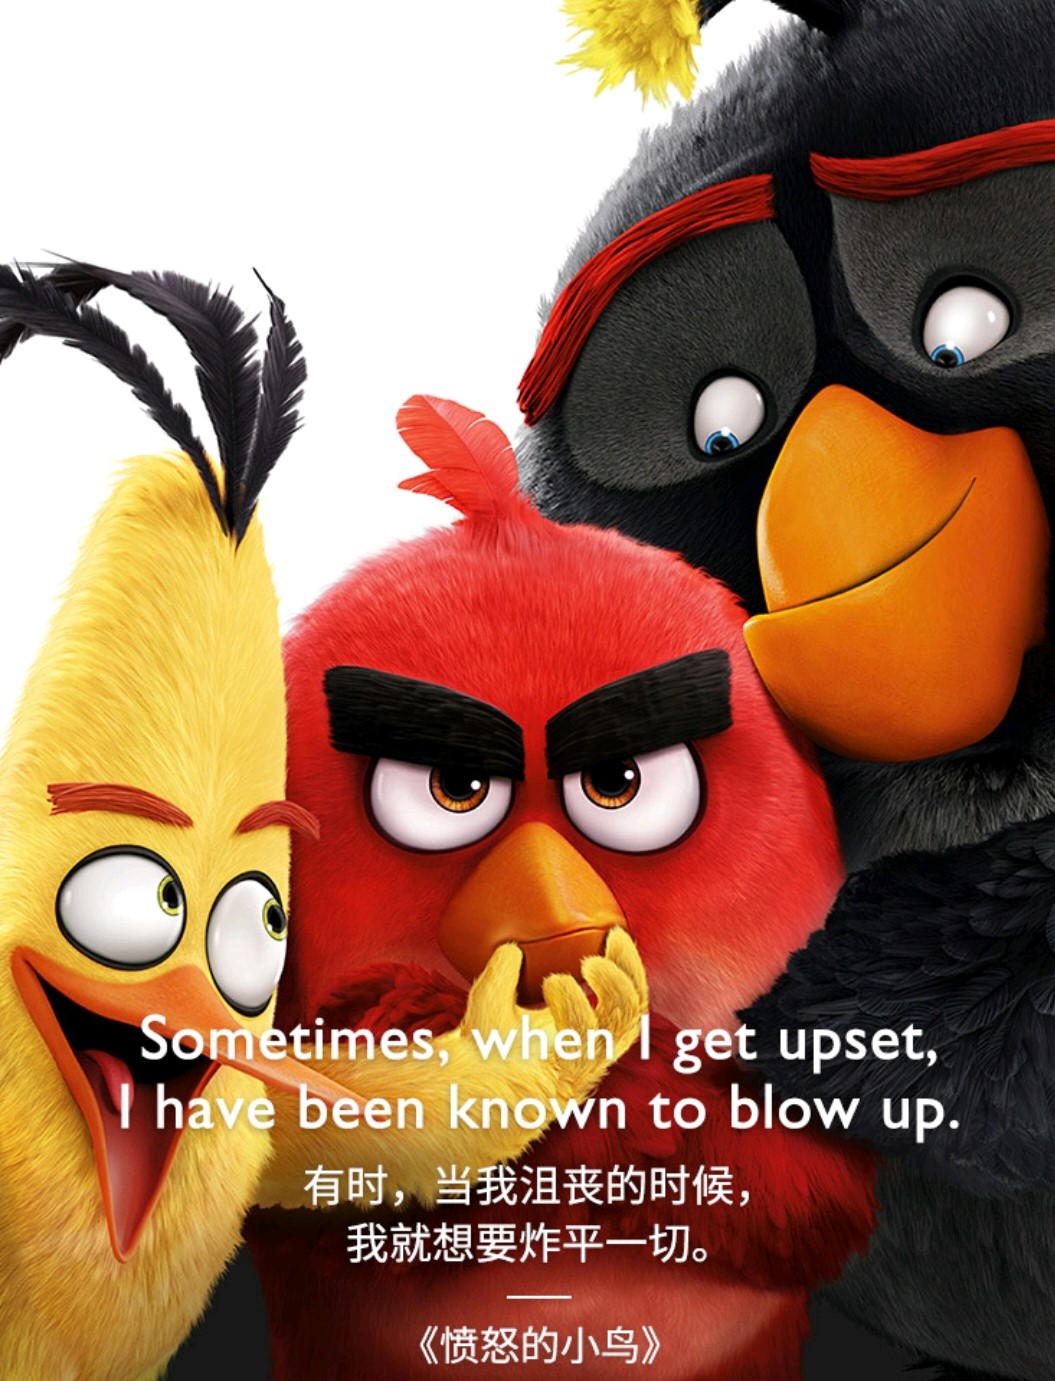 Sometimes, when I get upset,
I have been known to blow up.
有时，当我沮丧的时候，
我就想要炸平一切。
《愤怒的小鸟》